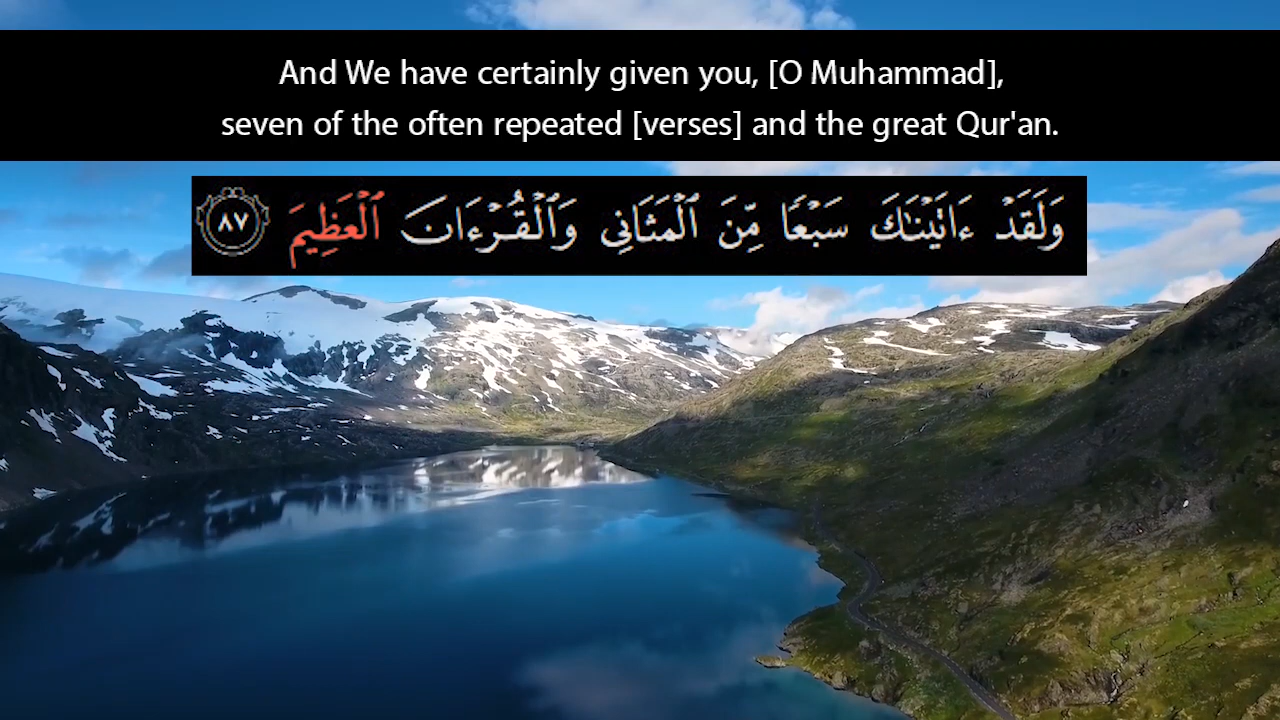 And We have certainly given you, [O Muhammad],
seven of the often repeated [verses] and the great Qur'an.
وَلَقَدْ ءَاتَيْنَٰكَ سَبْعًا مِّنَ ٱلْمَثَانِى وَٱلْقُرْءَانَ ٱلْعَظِيمَ ٨٧